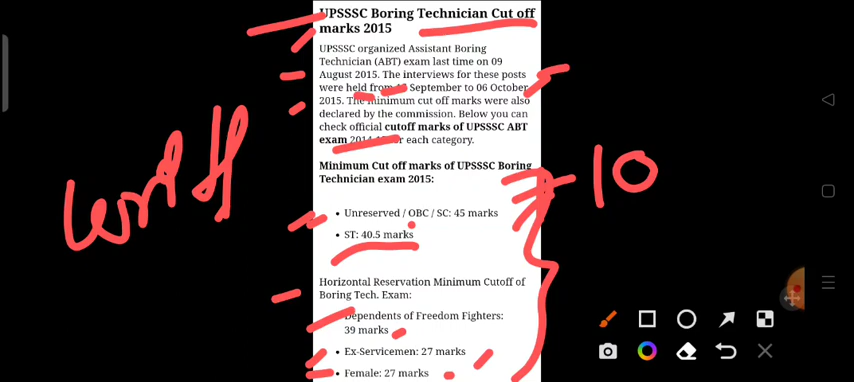 UPSSSC Boring Technician Cut off
marks 2015
UPSSSC organized Assistant Boring
Technician (ABT) exam last time on 09
August 2015. The interviews for these posts
were held from September to 06 October
2015. The minimum cut off marks were also
declared by the commission. Below you can
check official cutoff marks of UPSSSC ABT
exam for each category.
Minimum Cut off marks of UPSSSC Boring
Technician exam 2015:
• Unreserved / OBC / SC: 45 marks
• ST: 40.5 marks
Horizontal Reservation Minimum Cutoff of
Boring Tech. Exam:
Dependents of Freedom Fighters:
39 marks
• Ex-Servicemen: 27 marks
• Female: 27 marks
10